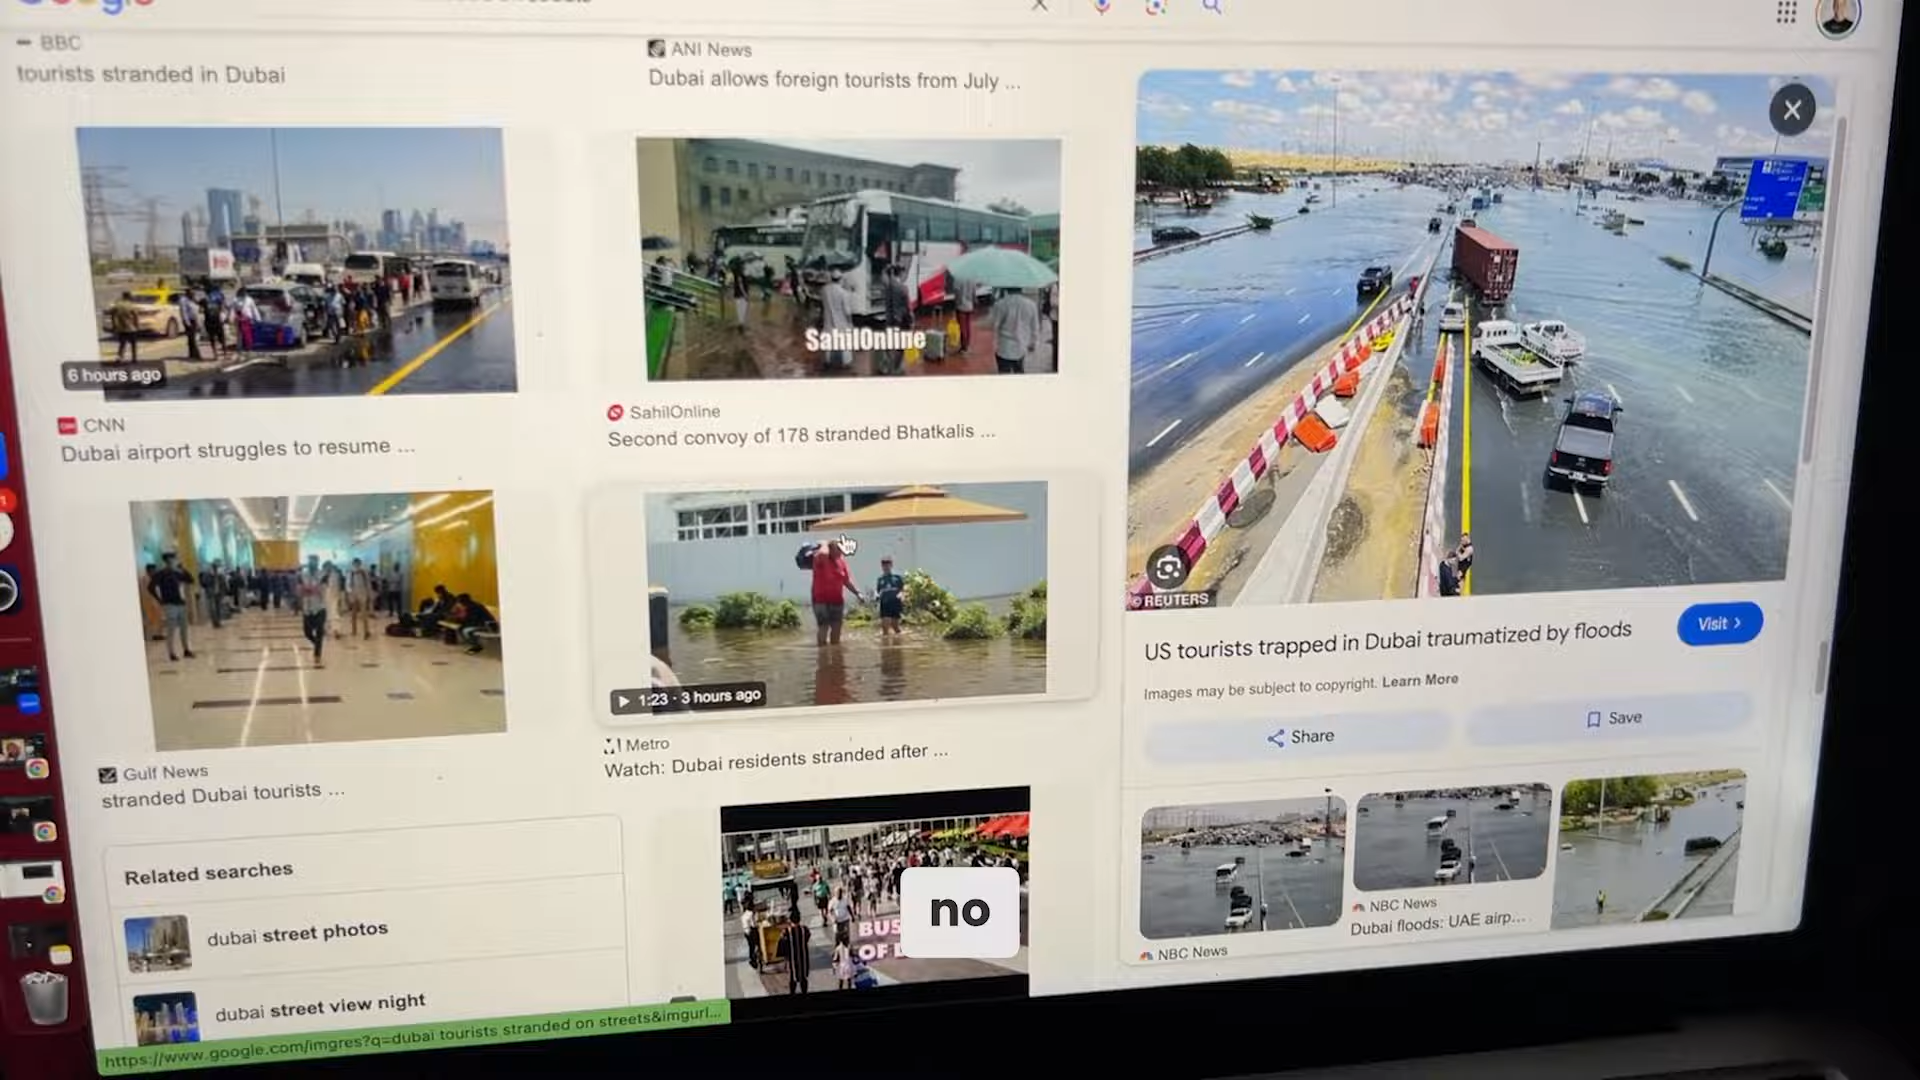 BBC
tourists stranded in Dubai
ANI News
Dubai allows foreign tourists from July ...
6 hours ago
CNN
Dubai airport struggles to resume ...
SahilOnline
SahilOnline
Second convoy of 178 stranded Bhatkalis ...
1:23 · 3 hours ago
Gulf News
stranded Dubai tourists ...
Metro
Watch: Dubai residents stranded after ...
© REUTERS
US tourists trapped in Dubai traumatized by floods
Visit >
Images may be subject to copyright. Learn More
Share
Save
NBC News
NBC News
Dubai floods: UAE airp...
Related searches
dubai street photos
dubai street view night
BUS
OF
no
https://www.google.com/imgres?q=dubai tourists stranded on streets&imgurl...